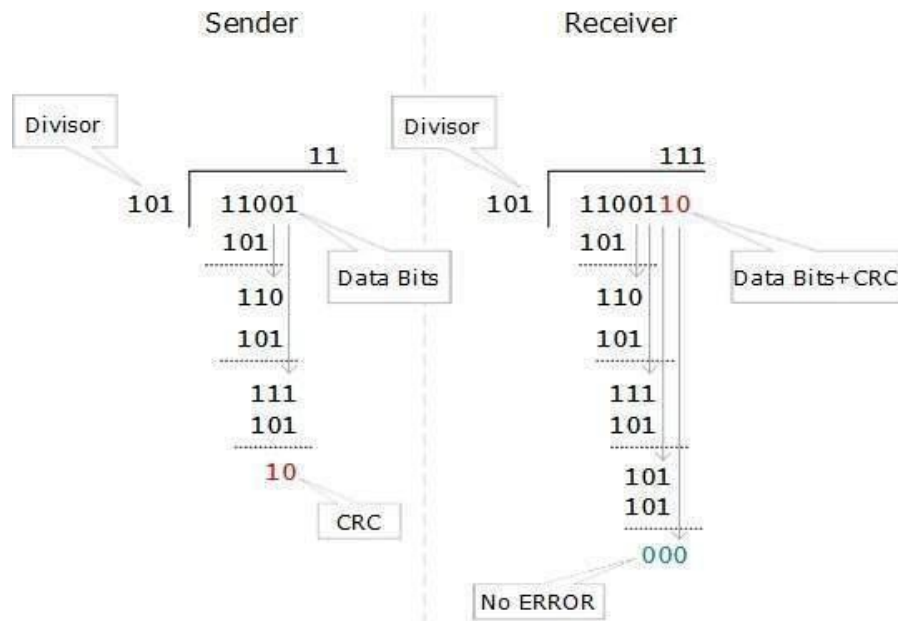 Sender
Divisor
11
101
11001
101
Data Bits
110
101
111
101
10
CRC
Receiver
Divisor
111
101
1100110
101
Data Bits+CRC
110
101
111
101
101
101
000
No ERROR